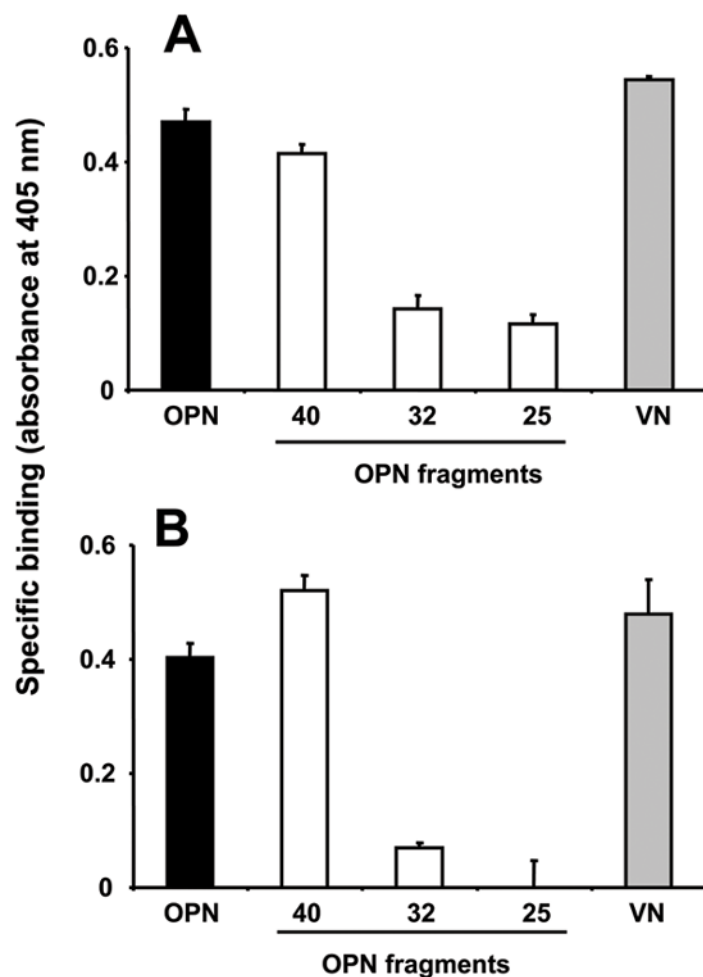 A
Specific binding (absorbance at 405 nm)
0.6
0.4
0.2
0
OPN 40 32 25 VN
OPN fragments
B
0.6
0.4
0.2
0
OPN 40 32 25 VN
OPN fragments